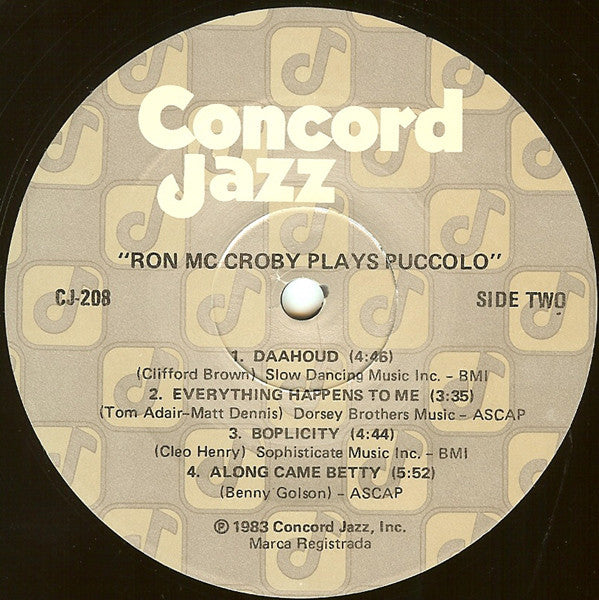 Concord
Jazz
"RON MC CROBY PLAYS PUCCOLO"
CJ-208
SIDE TWO
1. DAAHOUD (4:46)
(Clifford Brown) Slow Dancing Music Inc. – BMI
2. EVERYTHING HAPPENS TO ME (3:35)
(Tom Adair–Matt Dennis) Dorsey Brothers Music – ASCAP
3. BOPLICITY (4:44)
(Cleo Henry) Sophisticate Music Inc. – BMI
4. ALONG CAME BETTY (5:52)
(Benny Golson) – ASCAP
℗ 1983 Concord Jazz, Inc.
Marca Registrada